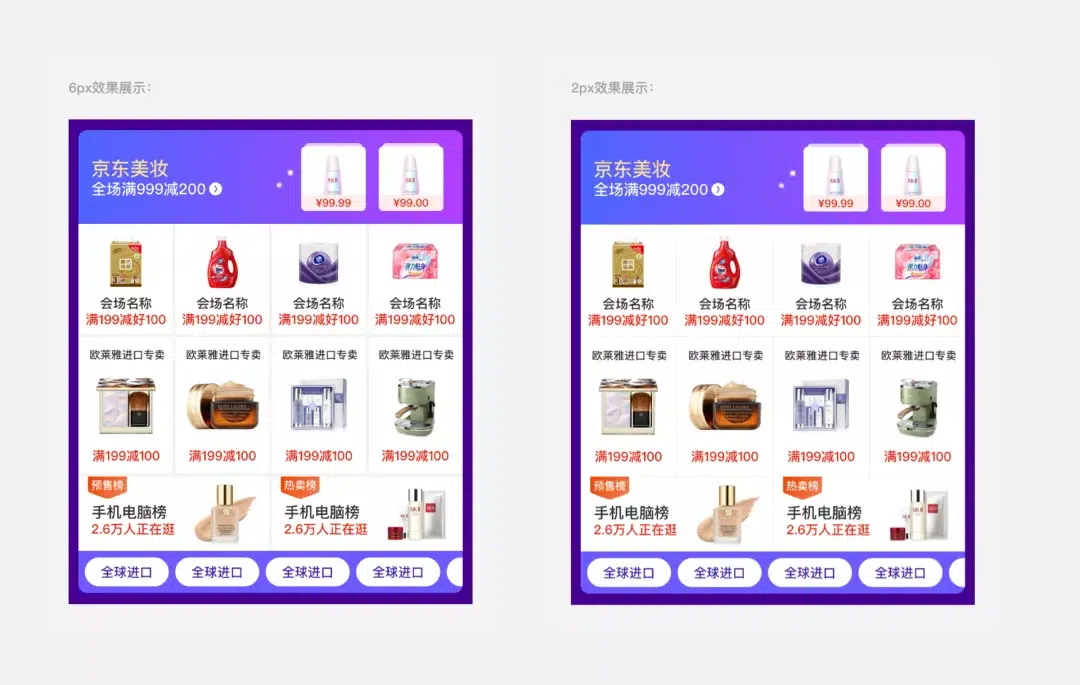 6px效果展示：
京东美妆
全场满999减200
¥99.99
¥99.00
会场名称
会场名称
会场名称
会场名称
满199减好100
满199减好100
满199减好100
满199减好100
欧莱雅进口专卖
欧莱雅进口专卖
欧莱雅进口专卖
欧莱雅进口专卖
满199减100
满199减100
满199减100
满199减100
预售榜
手机电脑榜
2.6万人正在逛
热卖榜
手机电脑榜
2.6万人正在逛
全球进口
全球进口
全球进口
全球进口
2px效果展示：
京东美妆
全场满999减200
¥99.99
¥99.00
会场名称
会场名称
会场名称
会场名称
满199减好100
满199减好100
满199减好100
满199减好100
欧莱雅进口专卖
欧莱雅进口专卖
欧莱雅进口专卖
欧莱雅进口专卖
满199减100
满199减100
满199减100
满199减100
预售榜
手机电脑榜
2.6万人正在逛
热卖榜
手机电脑榜
2.6万人正在逛
全球进口
全球进口
全球进口
全球进口